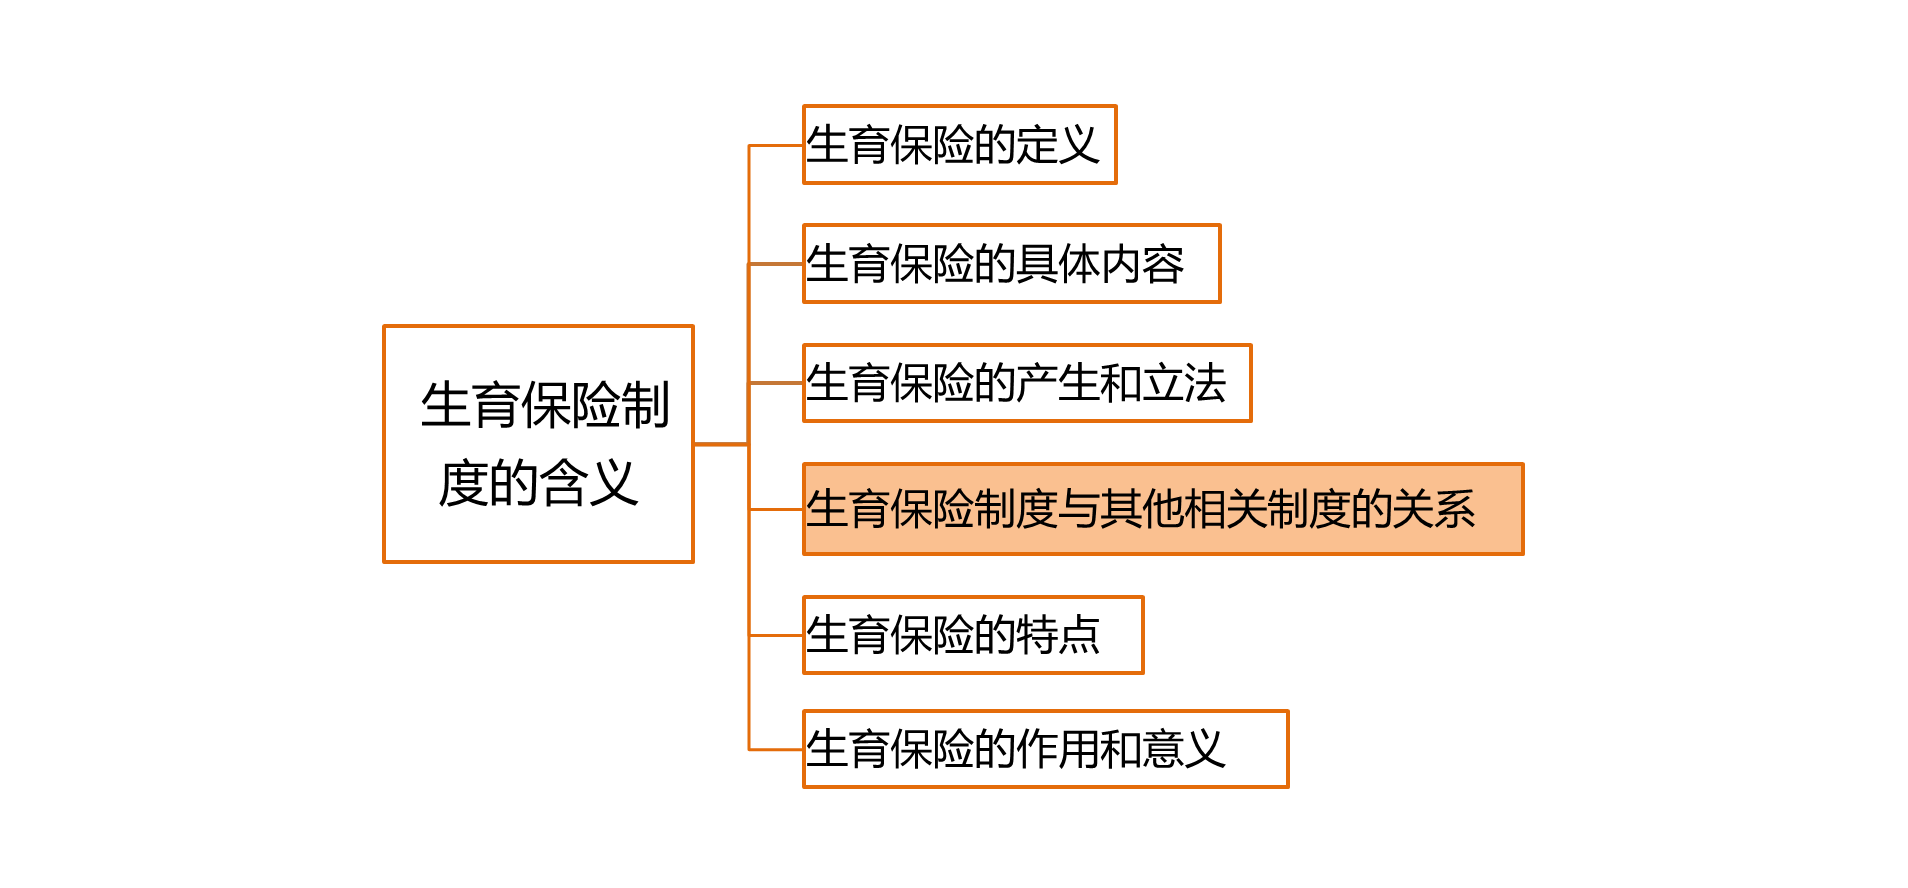 生育保险的定义
生育保险的具体内容
生育保险制
度的含义
生育保险的产生和立法
生育保险制度与其他相关制度的关系
生育保险的特点
生育保险的作用和意义